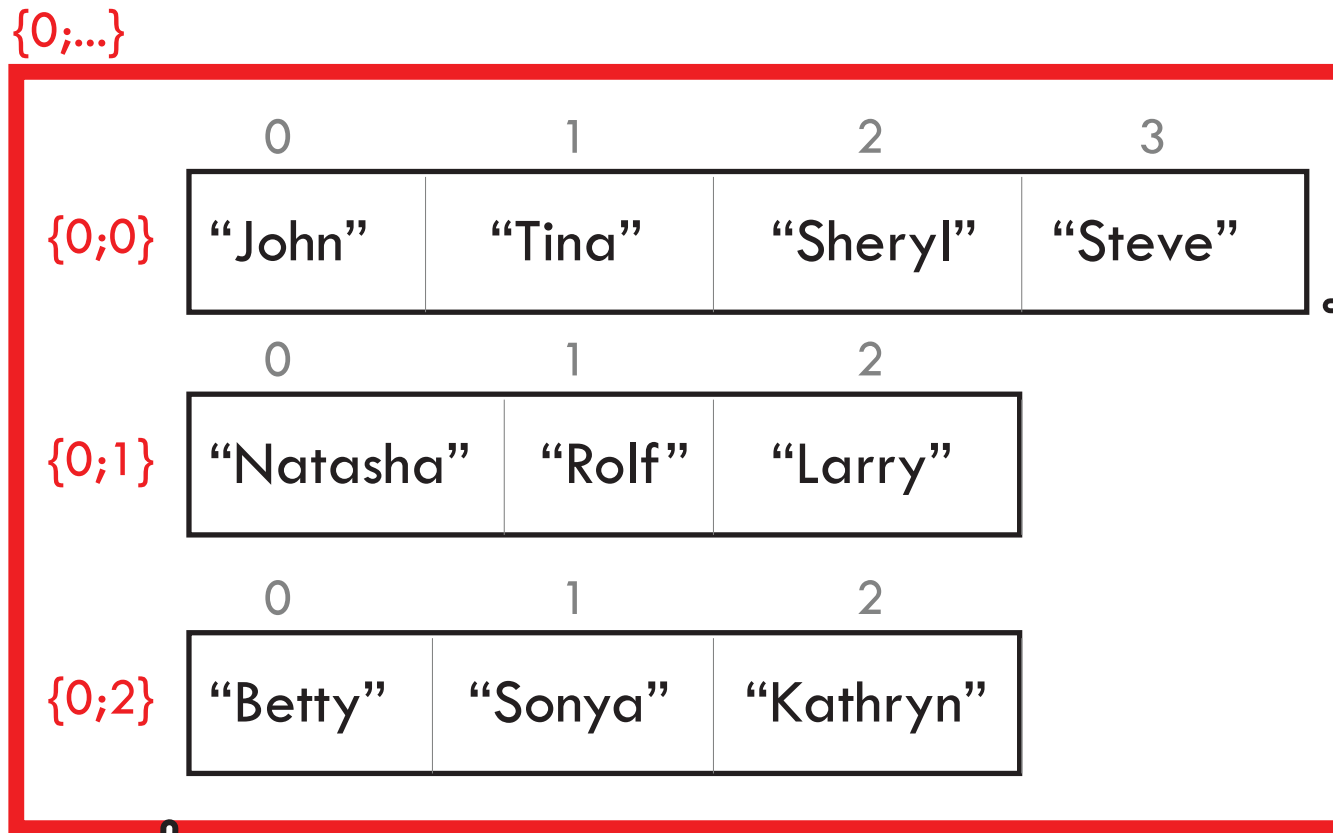 {0;...}
0 1 2 3
{0;0} “John” “Tina” “Sheryl” “Steve”
0 1 2
{0;1} “Natasha” “Rolf” “Larry”
0 1 2
{0;2} “Betty” “Sonya” “Kathryn”